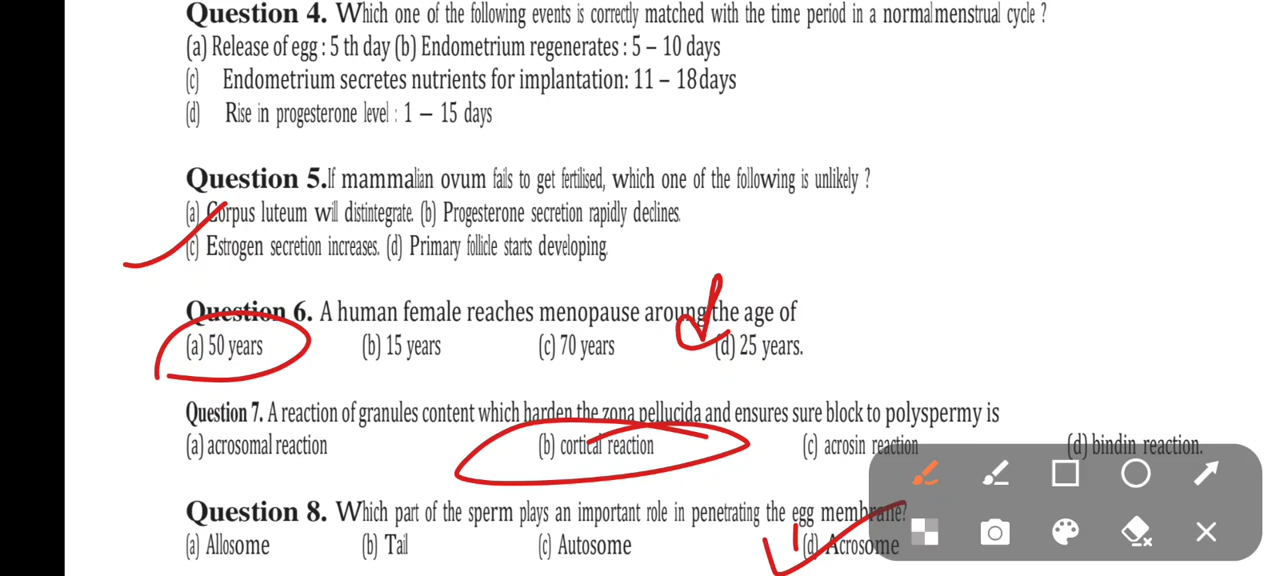 Question 4. Which one of the following events is correctly matched with the time period in a normal menstrual cycle ?
(a) Release of egg : 5 th day (b) Endometrium regenerates : 5 – 10 days
(c) Endometrium secretes nutrients for implantation: 11 – 18 days
(d) Rise in progesterone level : 1 – 15 days
Question 5. If mammalian ovum fails to get fertilised, which one of the following is unlikely ?
(a) Corpus luteum will distintegrate. (b) Progesterone secretion rapidly declines.
(c) Estrogen secretion increases. (d) Primary follicle starts developing.
Question 6. A human female reaches menopause aroung the age of
(a) 50 years (b) 15 years (c) 70 years (d) 25 years.
Question 7. A reaction of granules content which harden the zona pellucida and ensures sure block to polyspermy is
(a) acrosomal reaction (b) cortical reaction (c) acrosin reaction (d) bindin reaction.
Question 8. Which part of the sperm plays an important role in penetrating the egg membrane?
(a) Allosome (b) Tail (c) Autosome (d) Acrosome